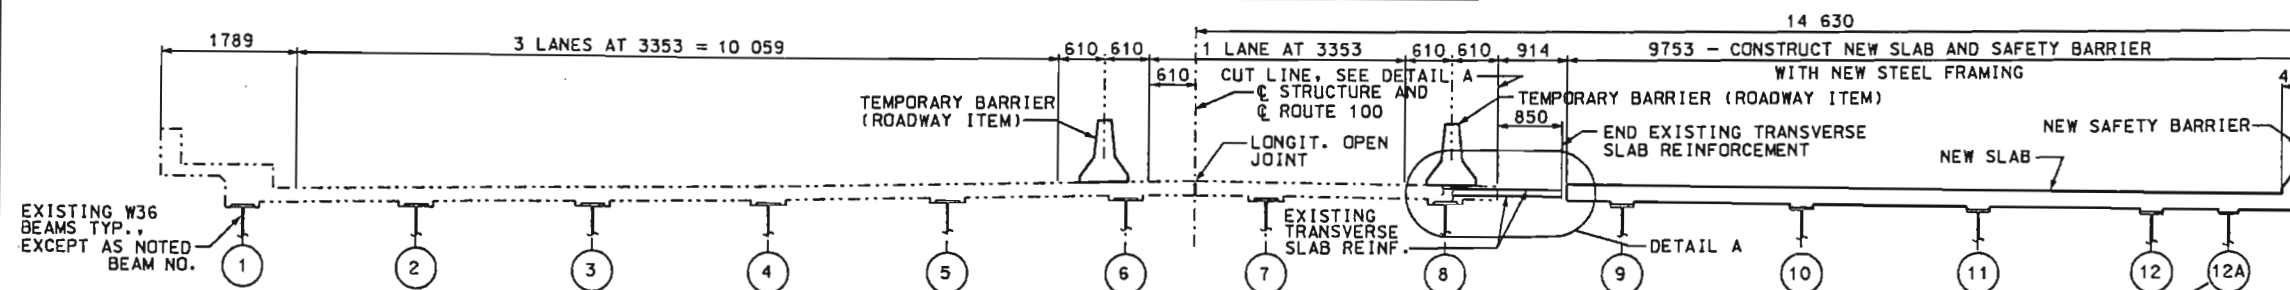 14 630
1789
3 LANES AT 3353 = 10 059
610 610
1 LANE AT 3353
610 610
914
9753 - CONSTRUCT NEW SLAB AND SAFETY BARRIER
WITH NEW STEEL FRAMING
4
610
CUT LINE, SEE DETAIL A
℄ STRUCTURE AND
℄ ROUTE 100
TEMPORARY BARRIER
(ROADWAY ITEM)
TEMPORARY BARRIER (ROADWAY ITEM)
850
END EXISTING TRANSVERSE
SLAB REINFORCEMENT
NEW SAFETY BARRIER
LONGIT. OPEN
JOINT
NEW SLAB
EXISTING W36
BEAMS TYP.,
EXCEPT AS NOTED
BEAM NO.
EXISTING
TRANSVERSE
SLAB REINF.
DETAIL A
1
2
3
4
5
6
7
8
9
10
11
12
12A